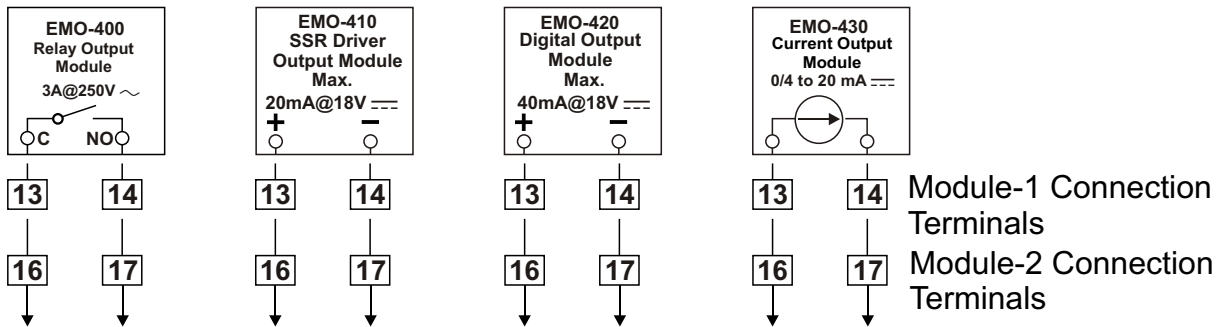 EMO-400
Relay Output
Module
3A@250V
C
NO
EMO-410
SSR Driver
Output Module
Max.
20mA@18V
+
−
EMO-420
Digital Output
Module
Max.
40mA@18V
+
−
EMO-430
Current Output
Module
0/4 to 20 mA
13 14 13 14 13 14 13 14
Module-1 Connection
Terminals
16 17 16 17 16 17 16 17
Module-2 Connection
Terminals